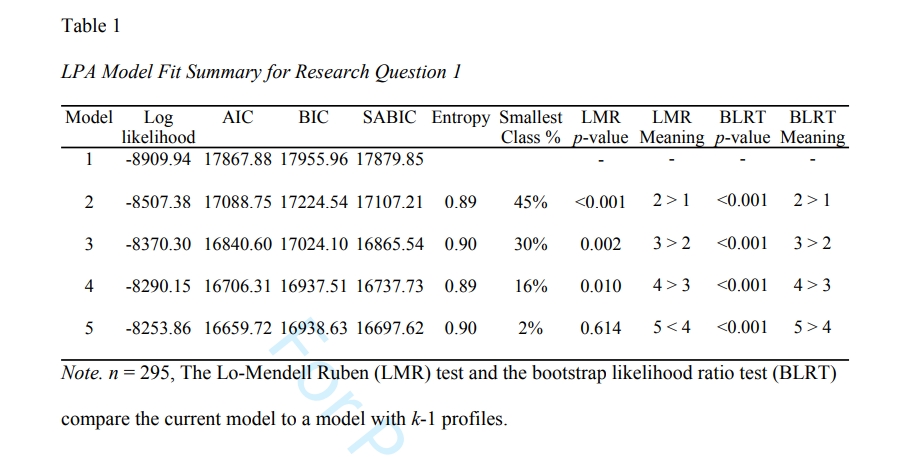 Table 1
LPA Model Fit Summary for Research Question 1
Model Log likelihood AIC BIC SABIC Entropy Smallest Class % LMR p-value LMR Meaning BLRT p-value BLRT Meaning
1 -8909.94 17867.88 17955.96 17879.85 - - - -
2 -8507.38 17088.75 17224.54 17107.21 0.89 45% <0.001 2 > 1 <0.001 2 > 1
3 -8370.30 16840.60 17024.10 16865.54 0.90 30% 0.002 3 > 2 <0.001 3 > 2
4 -8290.15 16706.31 16937.51 16737.73 0.89 16% 0.010 4 > 3 <0.001 4 > 3
5 -8253.86 16659.72 16938.63 16697.62 0.90 2% 0.614 5 < 4 <0.001 5 > 4
Note. n = 295, The Lo-Mendell Ruben (LMR) test and the bootstrap likelihood ratio test (BLRT)
compare the current model to a model with k-1 profiles.
For P